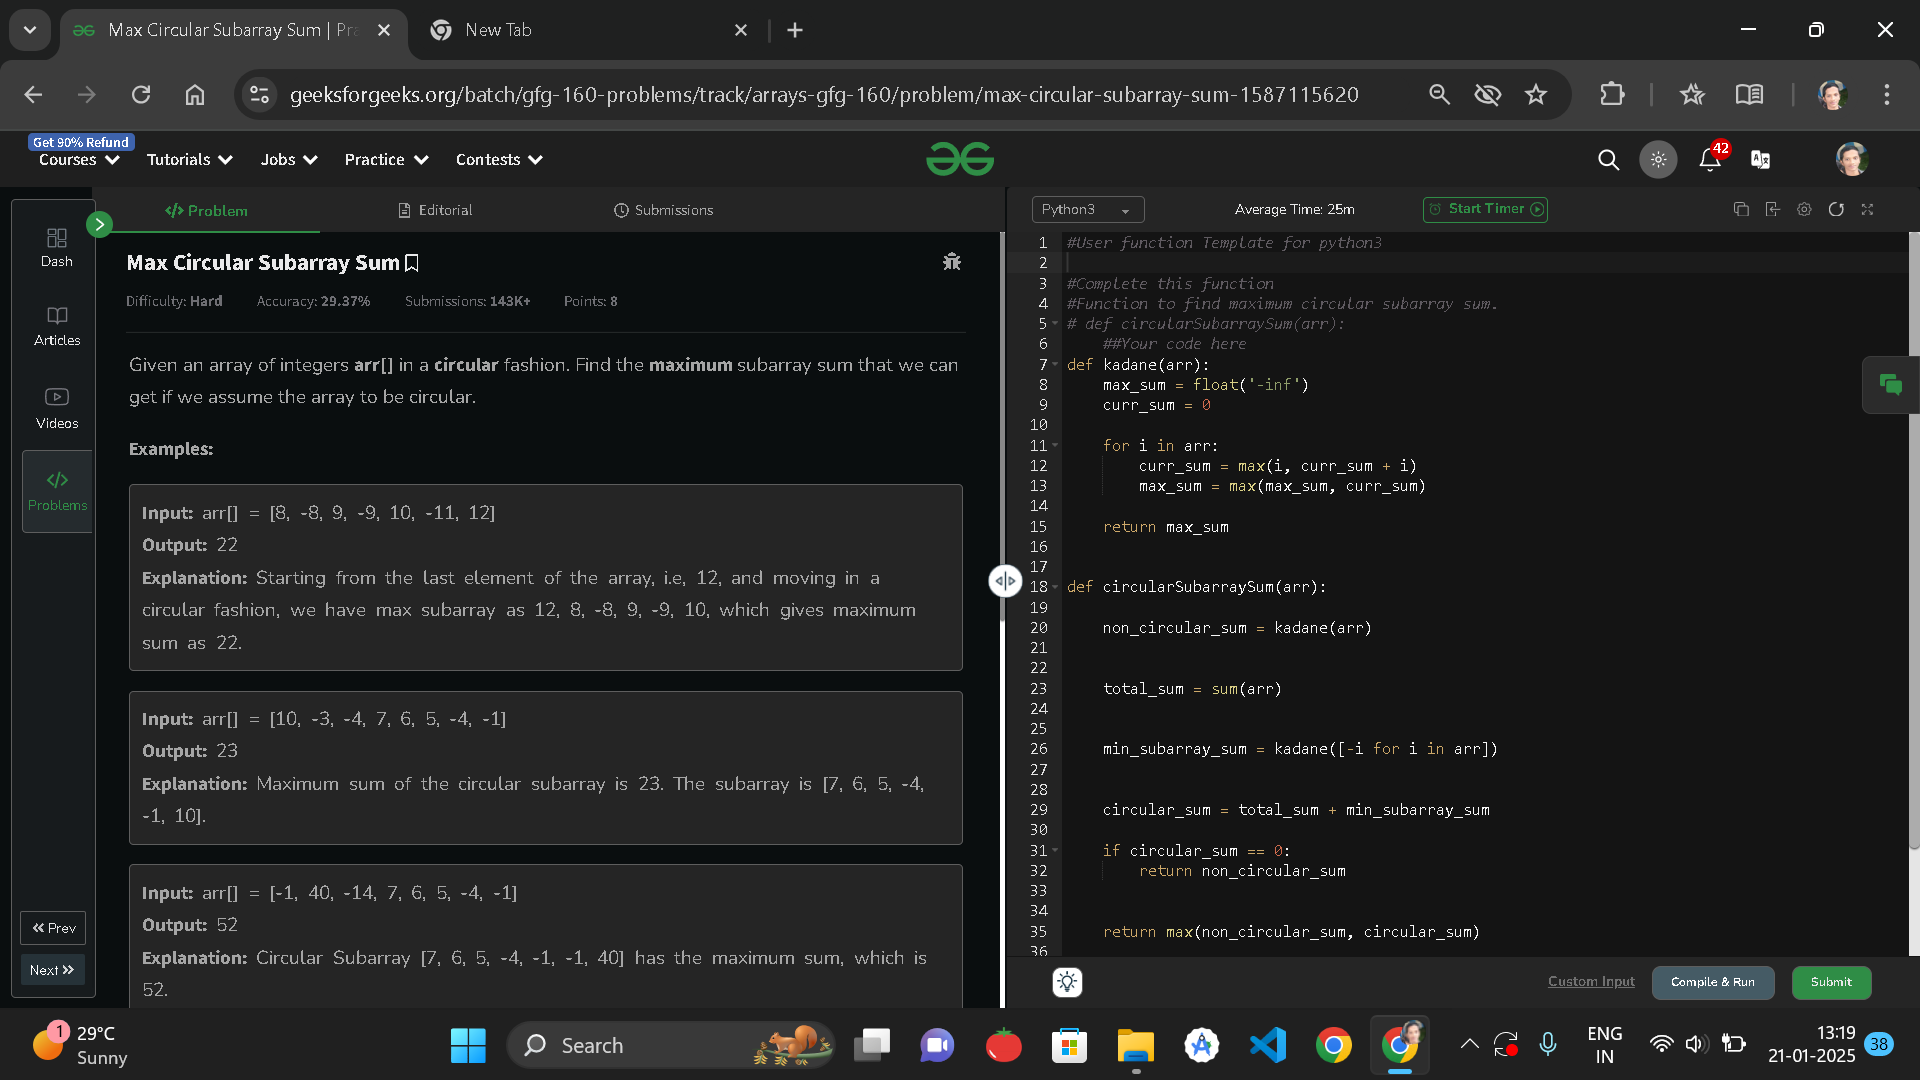 Max Circular Subarray Sum | Pra
New Tab
geeksforgeeks.org/batch/gfg-160-problems/track/arrays-gfg-160/problem/max-circular-subarray-sum-1587115620
Get 90% Refund
Courses
Tutorials
Jobs
Practice
Contests
42
Dash
Articles
Videos
Problems
Prev
Next
Problem
Editorial
Submissions
Max Circular Subarray Sum
Difficulty: Hard
Accuracy: 29.37%
Submissions: 143K+
Points: 8
Given an array of integers arr[] in a circular fashion. Find the maximum subarray sum that we can
get if we assume the array to be circular.
Examples:
Input: arr[] = [8, -8, 9, -9, 10, -11, 12]
Output: 22
Explanation: Starting from the last element of the array, i.e, 12, and moving in a
circular fashion, we have max subarray as 12, 8, -8, 9, -9, 10, which gives maximum
sum as 22.
Input: arr[] = [10, -3, -4, 7, 6, 5, -4, -1]
Output: 23
Explanation: Maximum sum of the circular subarray is 23. The subarray is [7, 6, 5, -4,
-1, 10].
Input: arr[] = [-1, 40, -14, 7, 6, 5, -4, -1]
Output: 52
Explanation: Circular Subarray [7, 6, 5, -4, -1, -1, 40] has the maximum sum, which is
52.
Python3
Average Time: 25m
Start Timer
1 #User function Template for python3
2
3 #Complete this function
4 #Function to find maximum circular subarray sum.
5 # def circularSubarraySum(arr):
6 ##Your code here
7 def kadane(arr):
8 max_sum = float('-inf')
9 curr_sum = 0
10
11 for i in arr:
12 curr_sum = max(i, curr_sum + i)
13 max_sum = max(max_sum, curr_sum)
14
15 return max_sum
16
17
18 def circularSubarraySum(arr):
19
20 non_circular_sum = kadane(arr)
21
22
23 total_sum = sum(arr)
24
25
26 min_subarray_sum = kadane([-i for i in arr])
27
28
29 circular_sum = total_sum + min_subarray_sum
30
31 if circular_sum == 0:
32 return non_circular_sum
33
34
35 return max(non_circular_sum, circular_sum)
36
Custom Input
Compile & Run
Submit
1
29°C
Sunny
Search
ENG
IN
13:19
21-01-2025
38